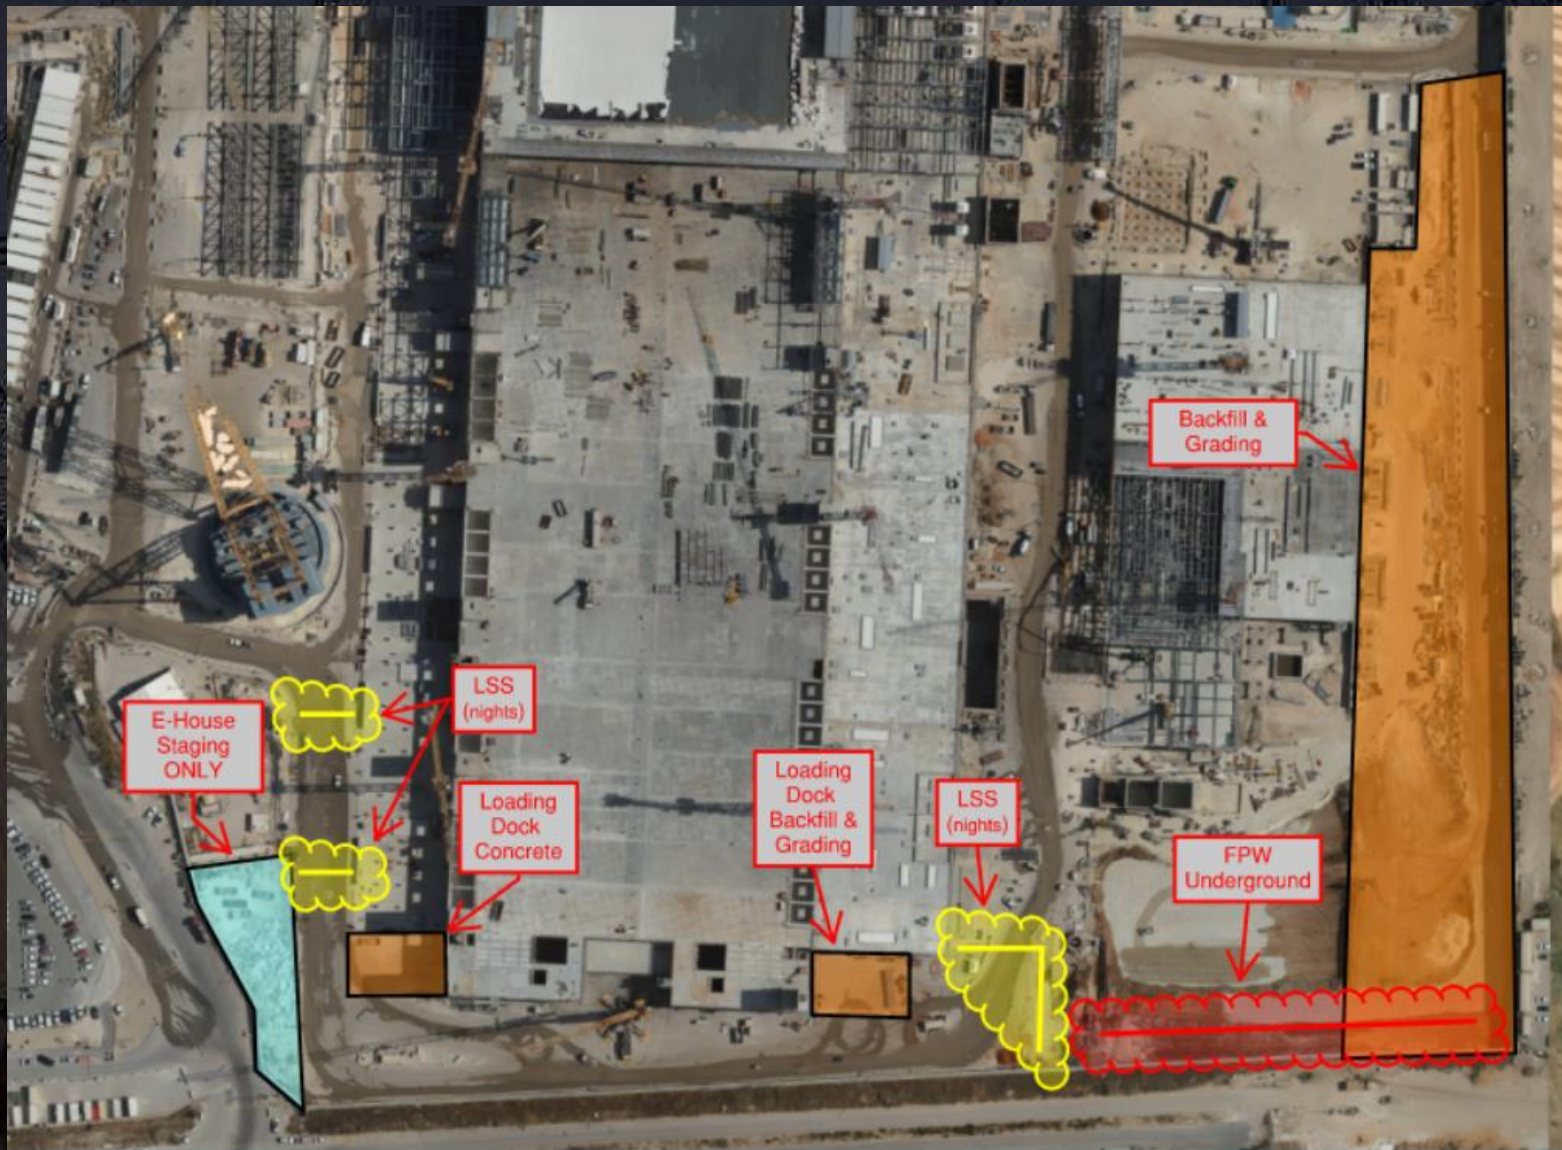 Backfill &
Grading
LSS
(nights)
E-House
Staging
ONLY
Loading
Dock
Concrete
Loading
Dock
Backfill &
Grading
LSS
(nights)
FPW
Underground